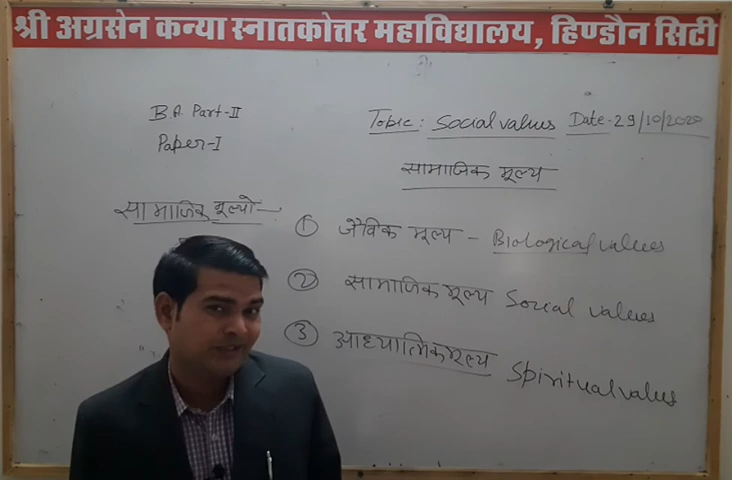 श्री अग्रसेन कन्या स्नातकोत्तर महाविद्यालय, हिण्डौन सिटी
B.A. Part-II
Paper-I
Topic: Social values Date-29/10/2020
सामाजिक मूल्य
सामाजिक मूल्यो -
① जैविक मूल्य - Biological values
② सामाजिक मूल्य Social values
③ आध्यात्मिक मूल्य Spiritual values